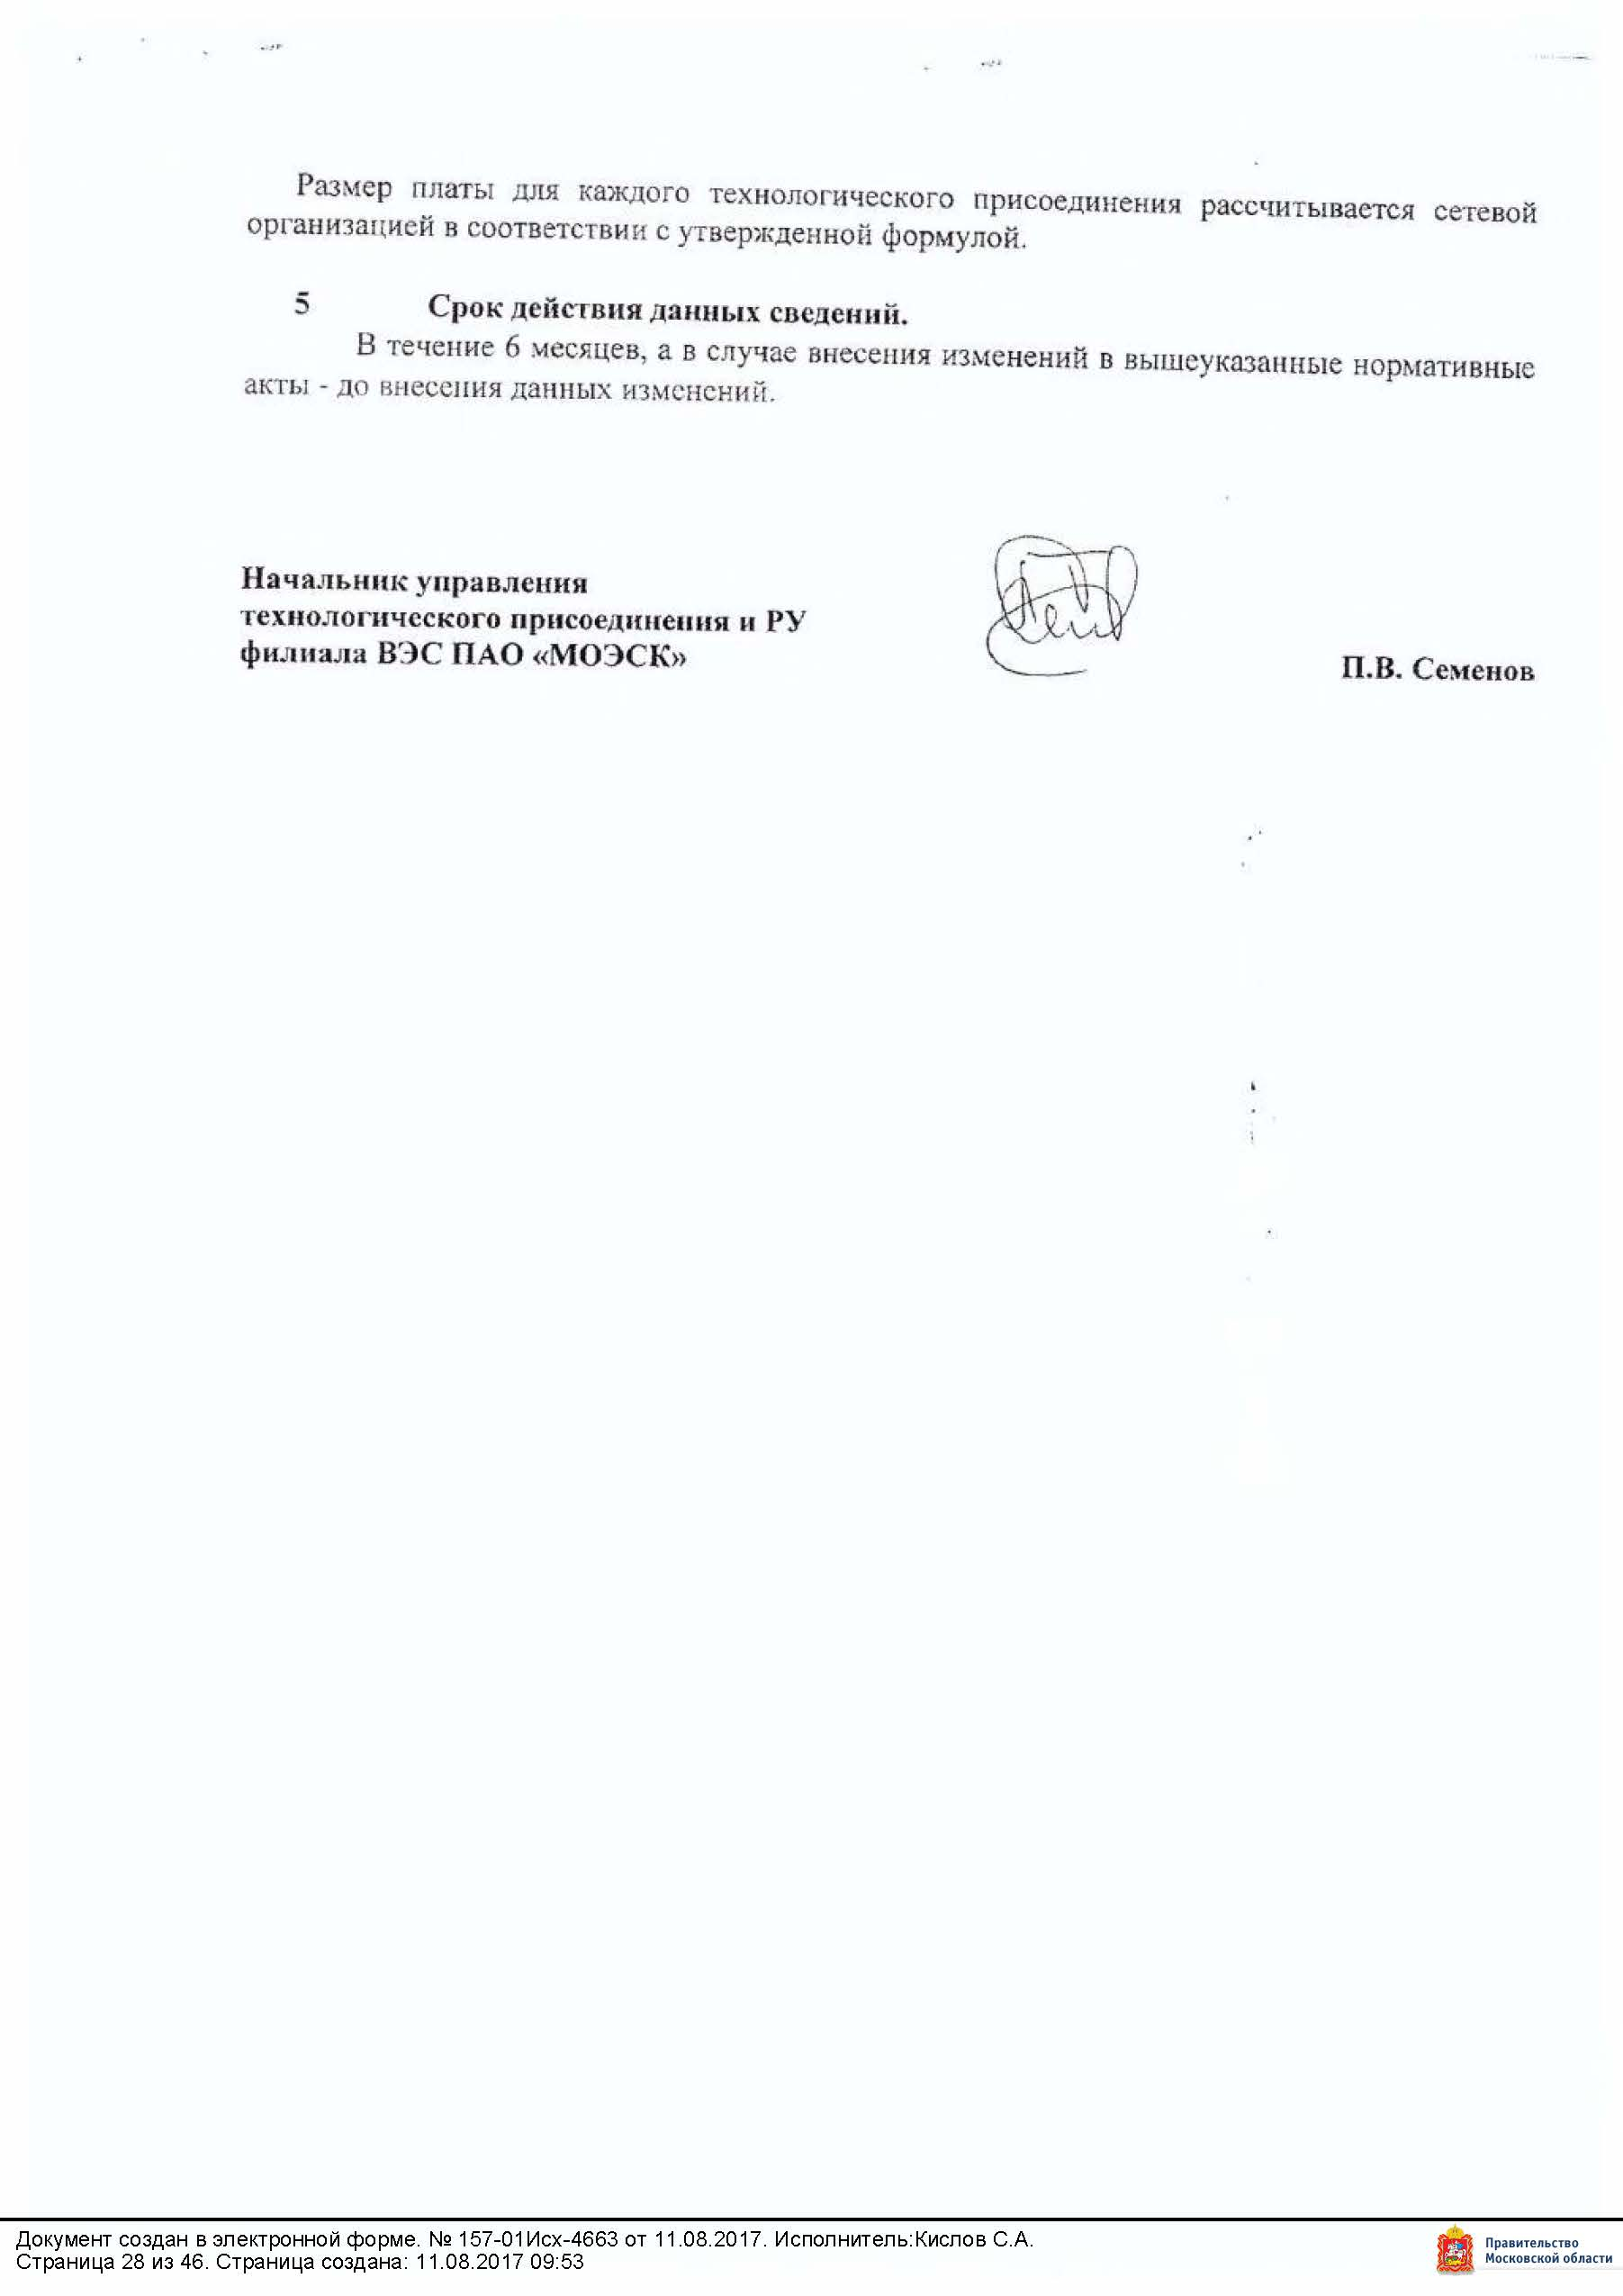 Размер платы для каждого технологического присоединения рассчитывается сетевой
организацией в соответствии с утвержденной формулой.
5 Срок действия данных сведений.
В течение 6 месяцев, а в случае внесения изменений в вышеуказанные нормативные
акты - до внесения данных изменений.
Начальник управления
технологического присоединения и РУ
филиала ВЭС ПАО «МОЭСК»
П.В. Семенов
Документ создан в электронной форме. № 157-01Исх-4663 от 11.08.2017. Исполнитель:Кислов С.А.
Страница 28 из 46. Страница создана: 11.08.2017 09:53
Правительство
Московской области